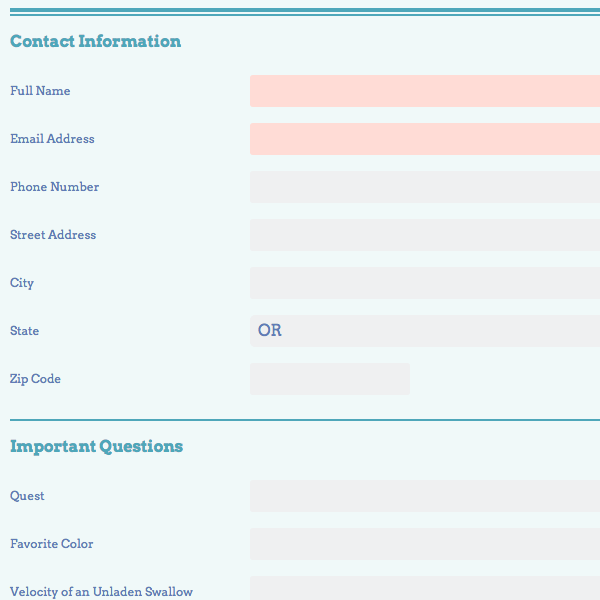 Contact Information
Full Name
Email Address
Phone Number
Street Address
City
State
OR
Zip Code
Important Questions
Quest
Favorite Color
Velocity of an Unladen Swallow